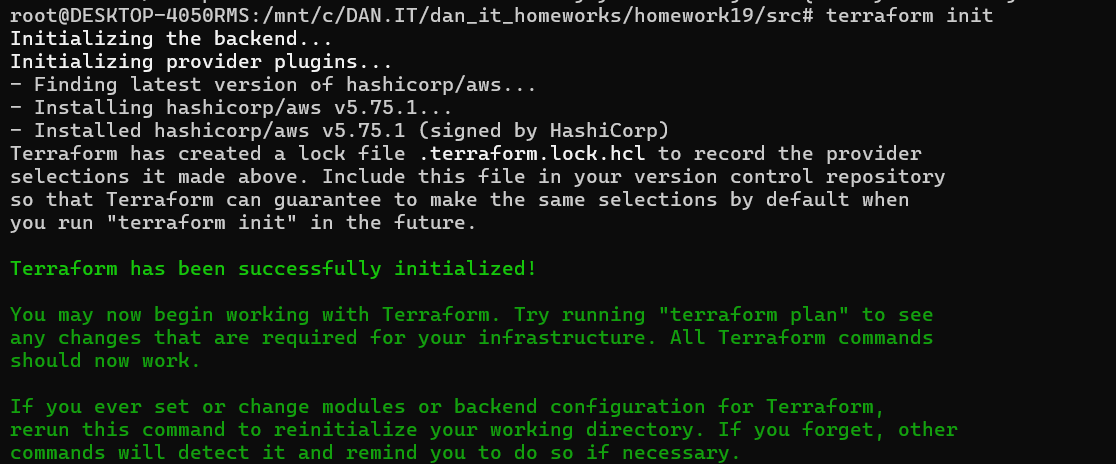 root@DESKTOP-4050RMS:/mnt/c/DAN.IT/dan_it_homeworks/homework19/src# terraform init
Initializing the backend...
Initializing provider plugins...
- Finding latest version of hashicorp/aws...
- Installing hashicorp/aws v5.75.1...
- Installed hashicorp/aws v5.75.1 (signed by HashiCorp)
Terraform has created a lock file .terraform.lock.hcl to record the provider
selections it made above. Include this file in your version control repository
so that Terraform can guarantee to make the same selections by default when
you run "terraform init" in the future.
Terraform has been successfully initialized!
You may now begin working with Terraform. Try running "terraform plan" to see
any changes that are required for your infrastructure. All Terraform commands
should now work.
If you ever set or change modules or backend configuration for Terraform,
rerun this command to reinitialize your working directory. If you forget, other
commands will detect it and remind you to do so if necessary.